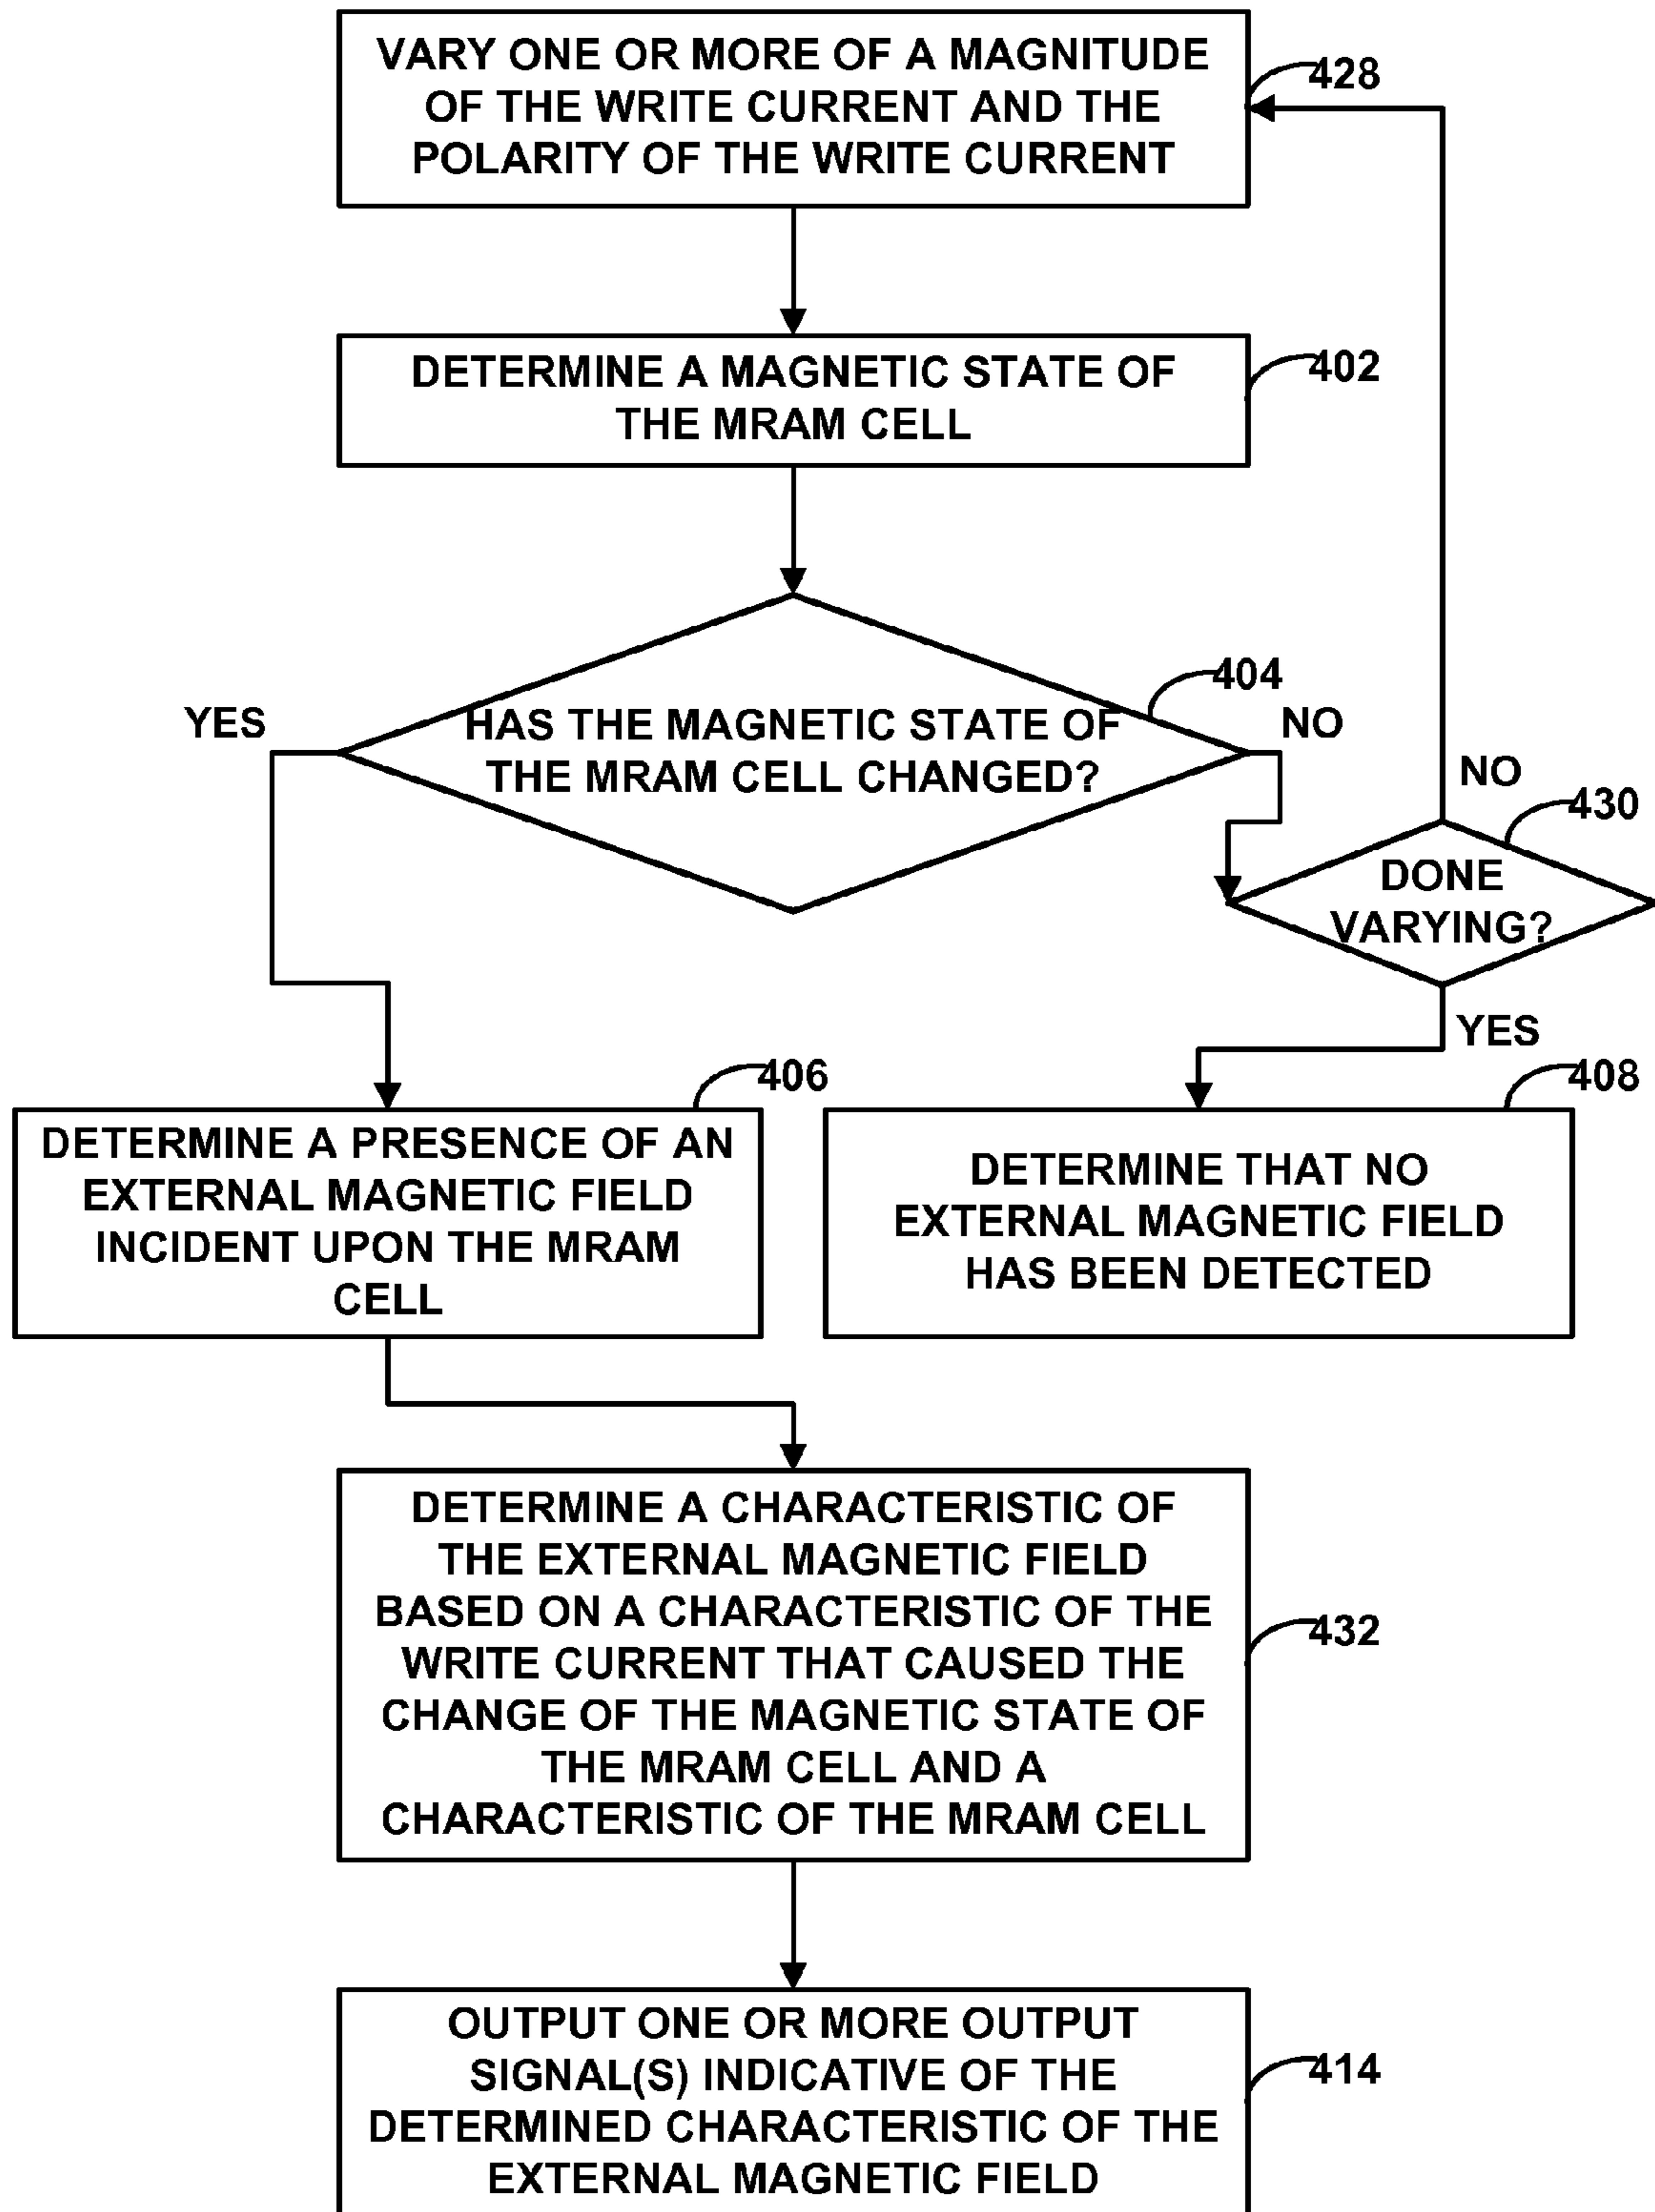 VARY ONE OR MORE OF A MAGNITUDE
OF THE WRITE CURRENT AND THE
POLARITY OF THE WRITE CURRENT
428
DETERMINE A MAGNETIC STATE OF
THE MRAM CELL
402
HAS THE MAGNETIC STATE OF
THE MRAM CELL CHANGED?
404
YES
NO
NO
430
DONE
VARYING?
YES
406
DETERMINE A PRESENCE OF AN
EXTERNAL MAGNETIC FIELD
INCIDENT UPON THE MRAM
CELL
408
DETERMINE THAT NO
EXTERNAL MAGNETIC FIELD
HAS BEEN DETECTED
DETERMINE A CHARACTERISTIC OF
THE EXTERNAL MAGNETIC FIELD
BASED ON A CHARACTERISTIC OF THE
WRITE CURRENT THAT CAUSED THE
CHANGE OF THE MAGNETIC STATE OF
THE MRAM CELL AND A
CHARACTERISTIC OF THE MRAM CELL
432
OUTPUT ONE OR MORE OUTPUT
SIGNAL(S) INDICATIVE OF THE
DETERMINED CHARACTERISTIC OF THE
EXTERNAL MAGNETIC FIELD
414